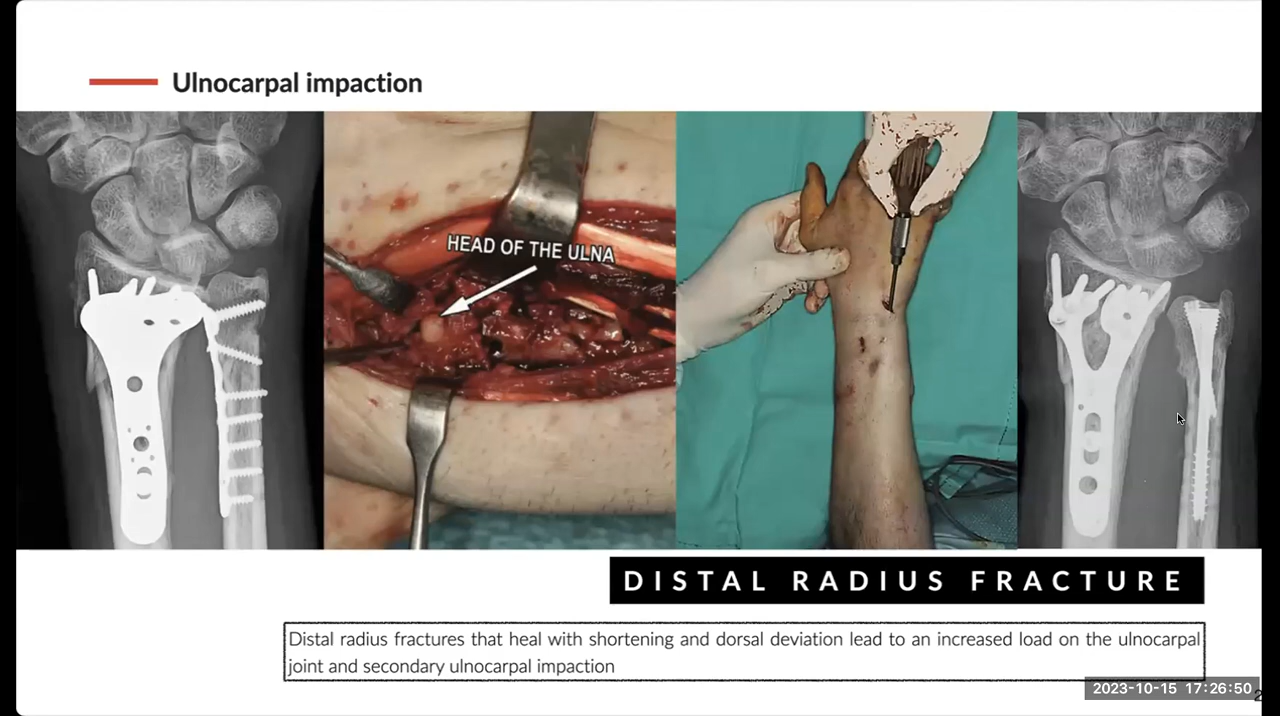 Ulnocarpal impaction
HEAD OF THE ULNA
DISTAL RADIUS FRACTURE
Distal radius fractures that heal with shortening and dorsal deviation lead to an increased load on the ulnocarpal
joint and secondary ulnocarpal impaction
2023-10-15 17:26:50
2